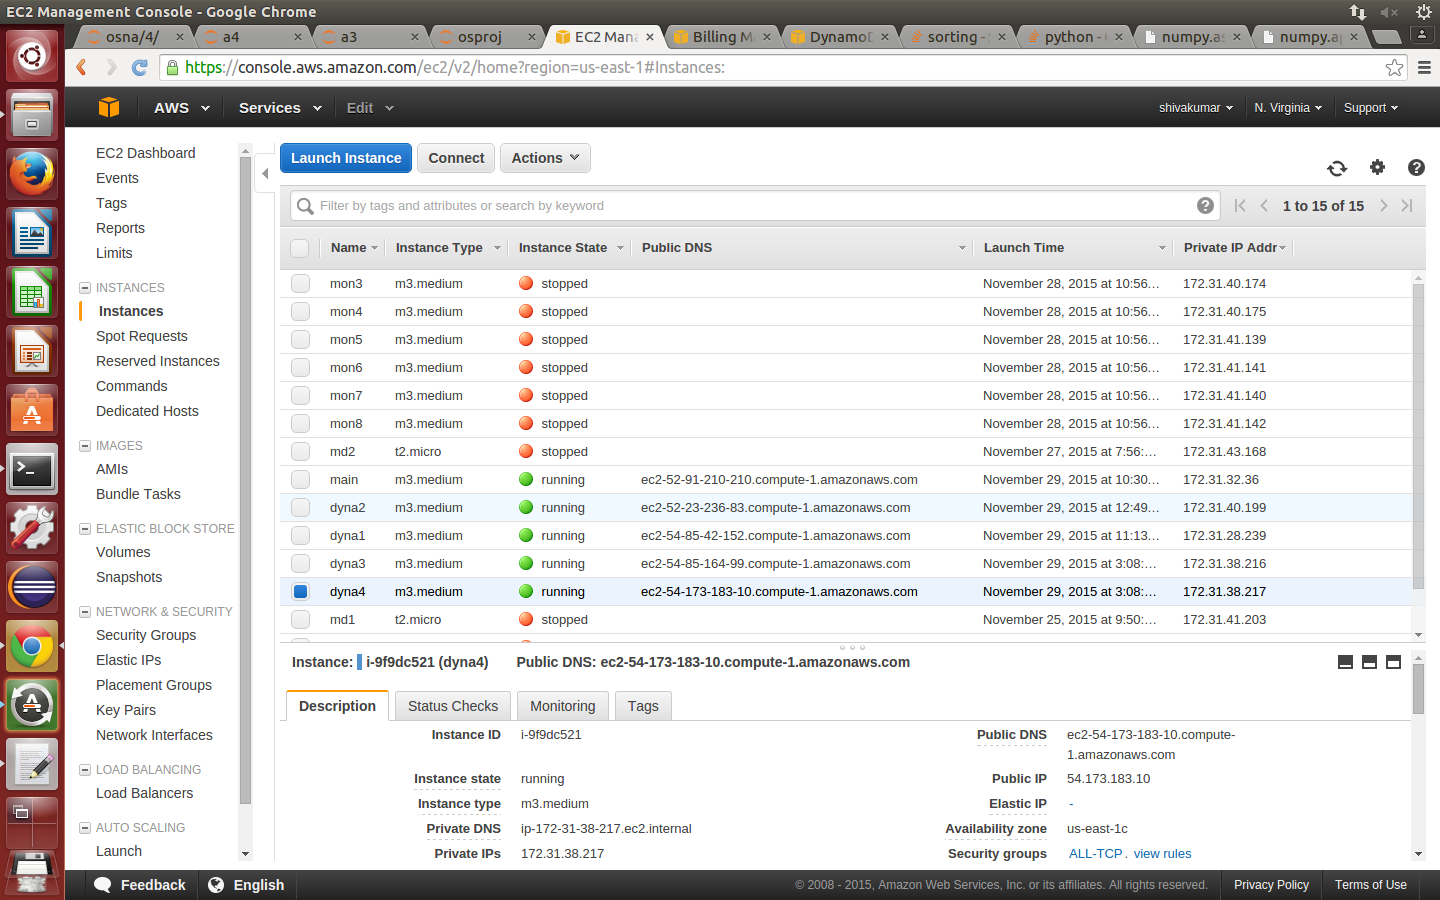 EC2 Management Console - Google Chrome
osna/4/ × a4 × a3 × osproj × EC2 Man × Billing M × DynamoD × sorting - × python - × numpy.as × numpy.ap ×
https://console.aws.amazon.com/ec2/v2/home?region=us-east-1#Instances:
AWS Services Edit shivakumar N. Virginia Support
EC2 Dashboard
Events
Tags
Reports
Limits
INSTANCES
Instances
Spot Requests
Reserved Instances
Commands
Dedicated Hosts
IMAGES
AMIs
Bundle Tasks
ELASTIC BLOCK STORE
Volumes
Snapshots
NETWORK & SECURITY
Security Groups
Elastic IPs
Placement Groups
Key Pairs
Network Interfaces
LOAD BALANCING
Load Balancers
AUTO SCALING
Launch
Launch Instance Connect Actions
Filter by tags and attributes or search by keyword 1 to 15 of 15
Name Instance Type Instance State Public DNS Launch Time Private IP Addr
mon3 m3.medium stopped November 28, 2015 at 10:56... 172.31.40.174
mon4 m3.medium stopped November 28, 2015 at 10:56... 172.31.40.175
mon5 m3.medium stopped November 28, 2015 at 10:56... 172.31.41.139
mon6 m3.medium stopped November 28, 2015 at 10:56... 172.31.41.141
mon7 m3.medium stopped November 28, 2015 at 10:56... 172.31.41.140
mon8 m3.medium stopped November 28, 2015 at 10:56... 172.31.41.142
md2 t2.micro stopped November 27, 2015 at 7:56:... 172.31.43.168
main m3.medium running ec2-52-91-210-210.compute-1.amazonaws.com November 29, 2015 at 10:30... 172.31.32.36
dyna2 m3.medium running ec2-52-23-236-83.compute-1.amazonaws.com November 29, 2015 at 12:49... 172.31.40.199
dyna1 m3.medium running ec2-54-85-42-152.compute-1.amazonaws.com November 29, 2015 at 11:13... 172.31.28.239
dyna3 m3.medium running ec2-54-85-164-99.compute-1.amazonaws.com November 29, 2015 at 3:08:... 172.31.38.216
dyna4 m3.medium running ec2-54-173-183-10.compute-1.amazonaws.com November 29, 2015 at 3:08:... 172.31.38.217
md1 t2.micro stopped November 25, 2015 at 9:50:... 172.31.41.203
Instance: i-9f9dc521 (dyna4) Public DNS: ec2-54-173-183-10.compute-1.amazonaws.com
Description Status Checks Monitoring Tags
Instance ID i-9f9dc521 Public DNS ec2-54-173-183-10.compute-
1.amazonaws.com
Instance state running Public IP 54.173.183.10
Instance type m3.medium Elastic IP -
Private DNS ip-172-31-38-217.ec2.internal Availability zone us-east-1c
Private IPs 172.31.38.217 Security groups ALL-TCP . view rules
Feedback English © 2008 - 2015, Amazon Web Services, Inc. or its affiliates. All rights reserved. Privacy Policy Terms of Use